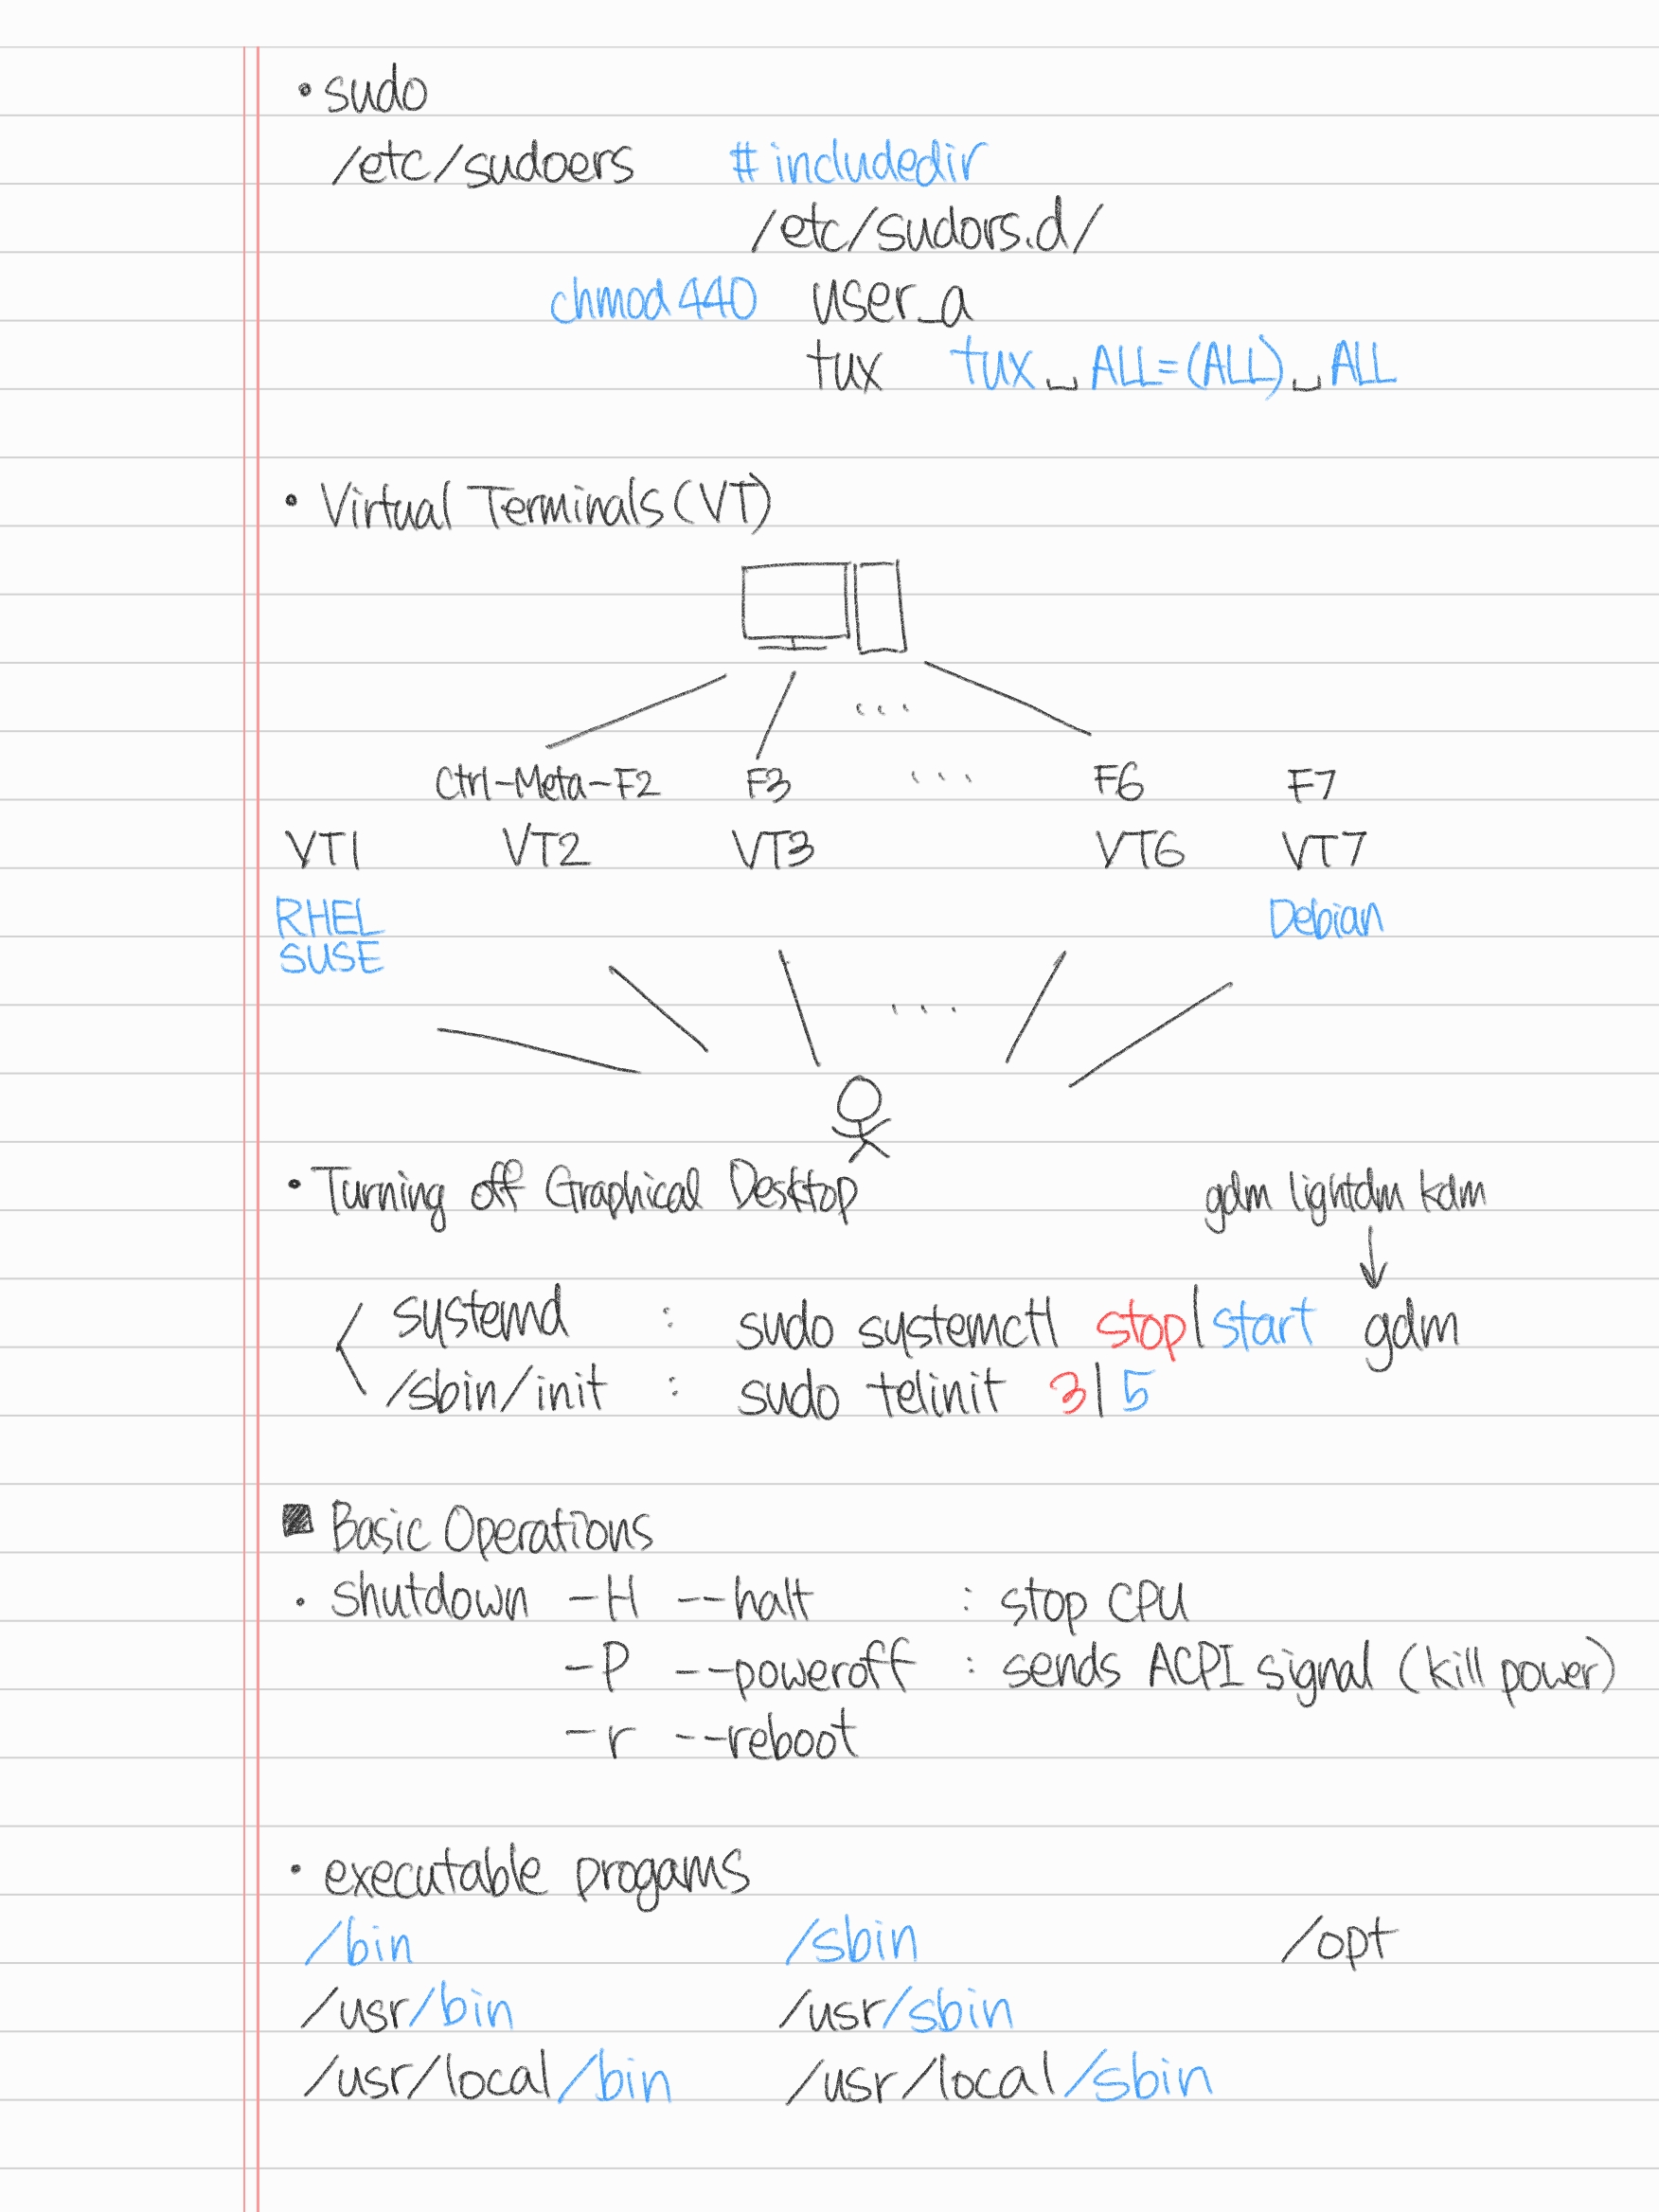 • sudo
/etc/sudoers #includedir
/etc/sudors.d/
chmod 440 user_a
tux tux␣ALL=(ALL)␣ALL
• Virtual Terminals (VT)
...
Ctrl-Meta-F2 F3 ... F6 F7
VT1 VT2 VT3 VT6 VT7
RHEL Debian
SUSE
...
• Turning off Graphical Desktop gdm lightdm kdm
systemd : sudo systemctl stop|start gdm
/sbin/init : sudo telinit 3|5
■ Basic Operations
• shutdown -H --halt : stop CPU
-P --poweroff : sends ACPI signal (kill power)
-r --reboot
• executable progams
/bin /sbin /opt
/usr/bin /usr/sbin
/usr/local/bin /usr/local/sbin